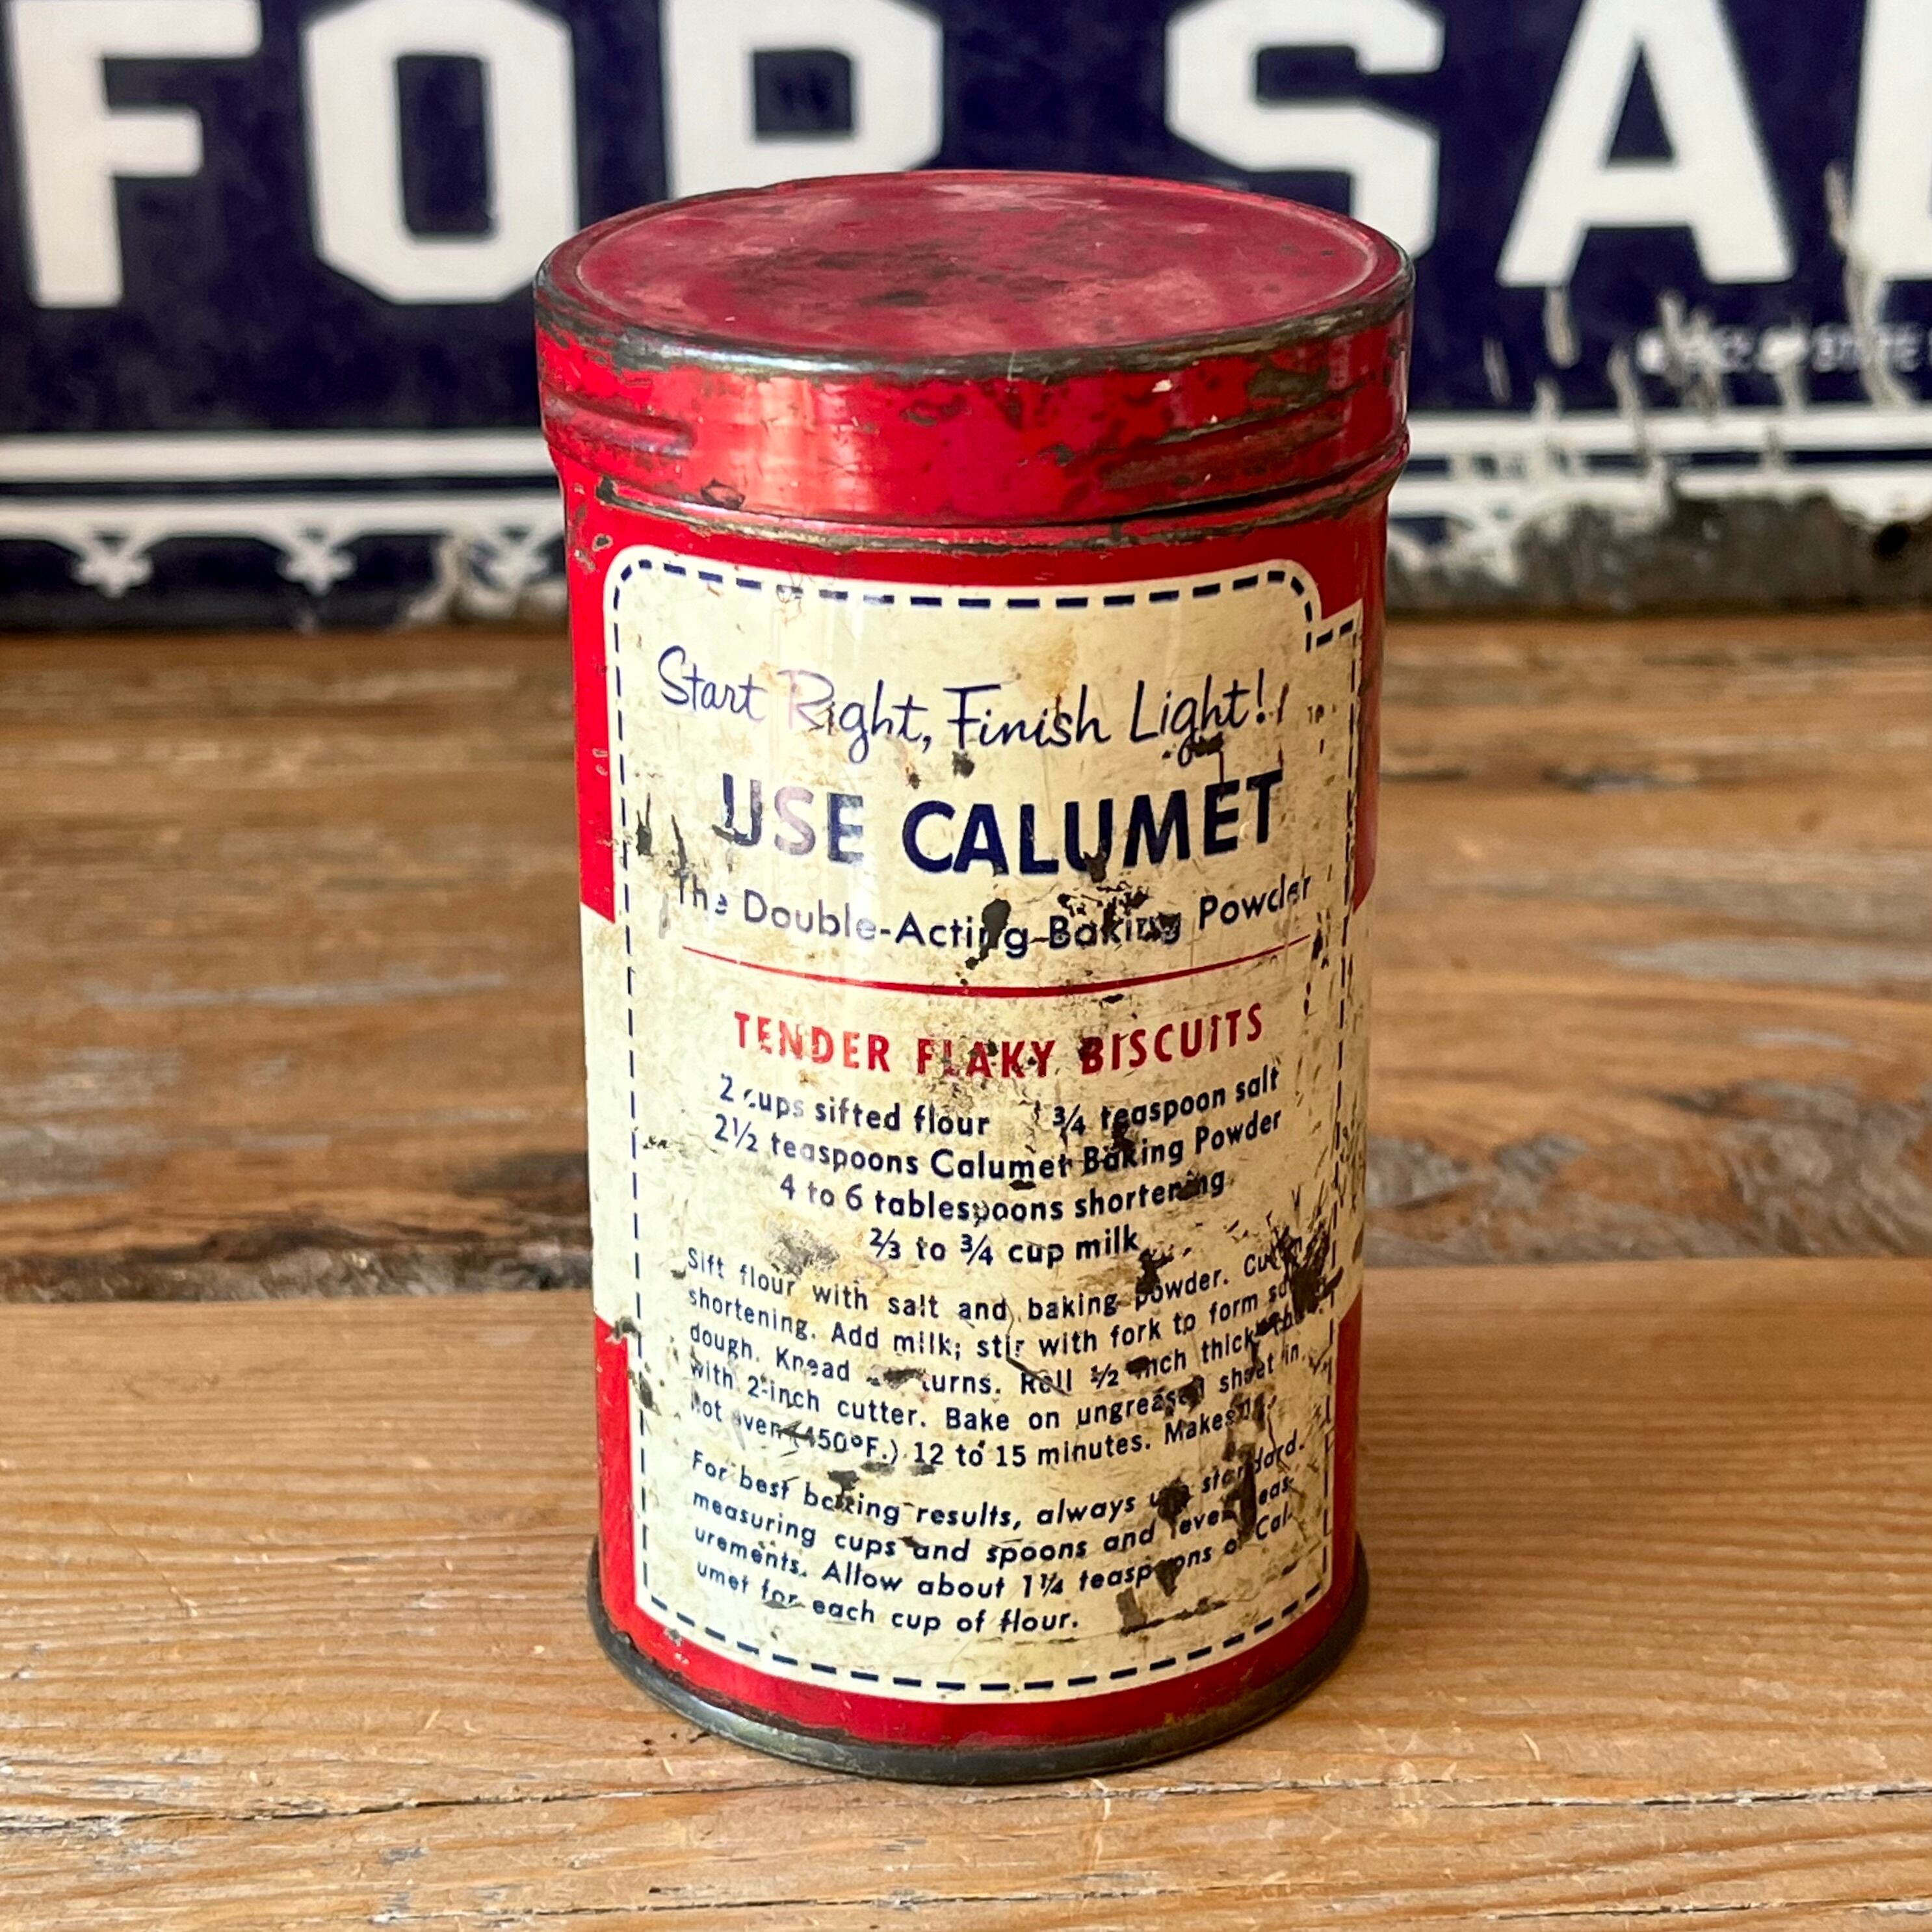 FOR SA
Start Right, Finish Light!
USE CALUMET
The Double-Acting Baking Powder
TENDER FLAKY BISCUITS
2 cups sifted flour ¾ teaspoon salt
2½ teaspoons Calumet Baking Powder
4 to 6 tablespoons shortening
⅔ to ¾ cup milk
Sift flour with salt and baking powder. Cut in
shortening. Add milk; stir with fork to form
dough. Knead turns. Roll ½ inch thick.
with 2-inch cutter. Bake on ungreased sheet in
hot oven (450°F.) 12 to 15 minutes. Makes
For best baking results, always use standard
measuring cups and spoons and level meas-
urements. Allow about 1¼ teaspoons of Cal-
umet for each cup of flour.